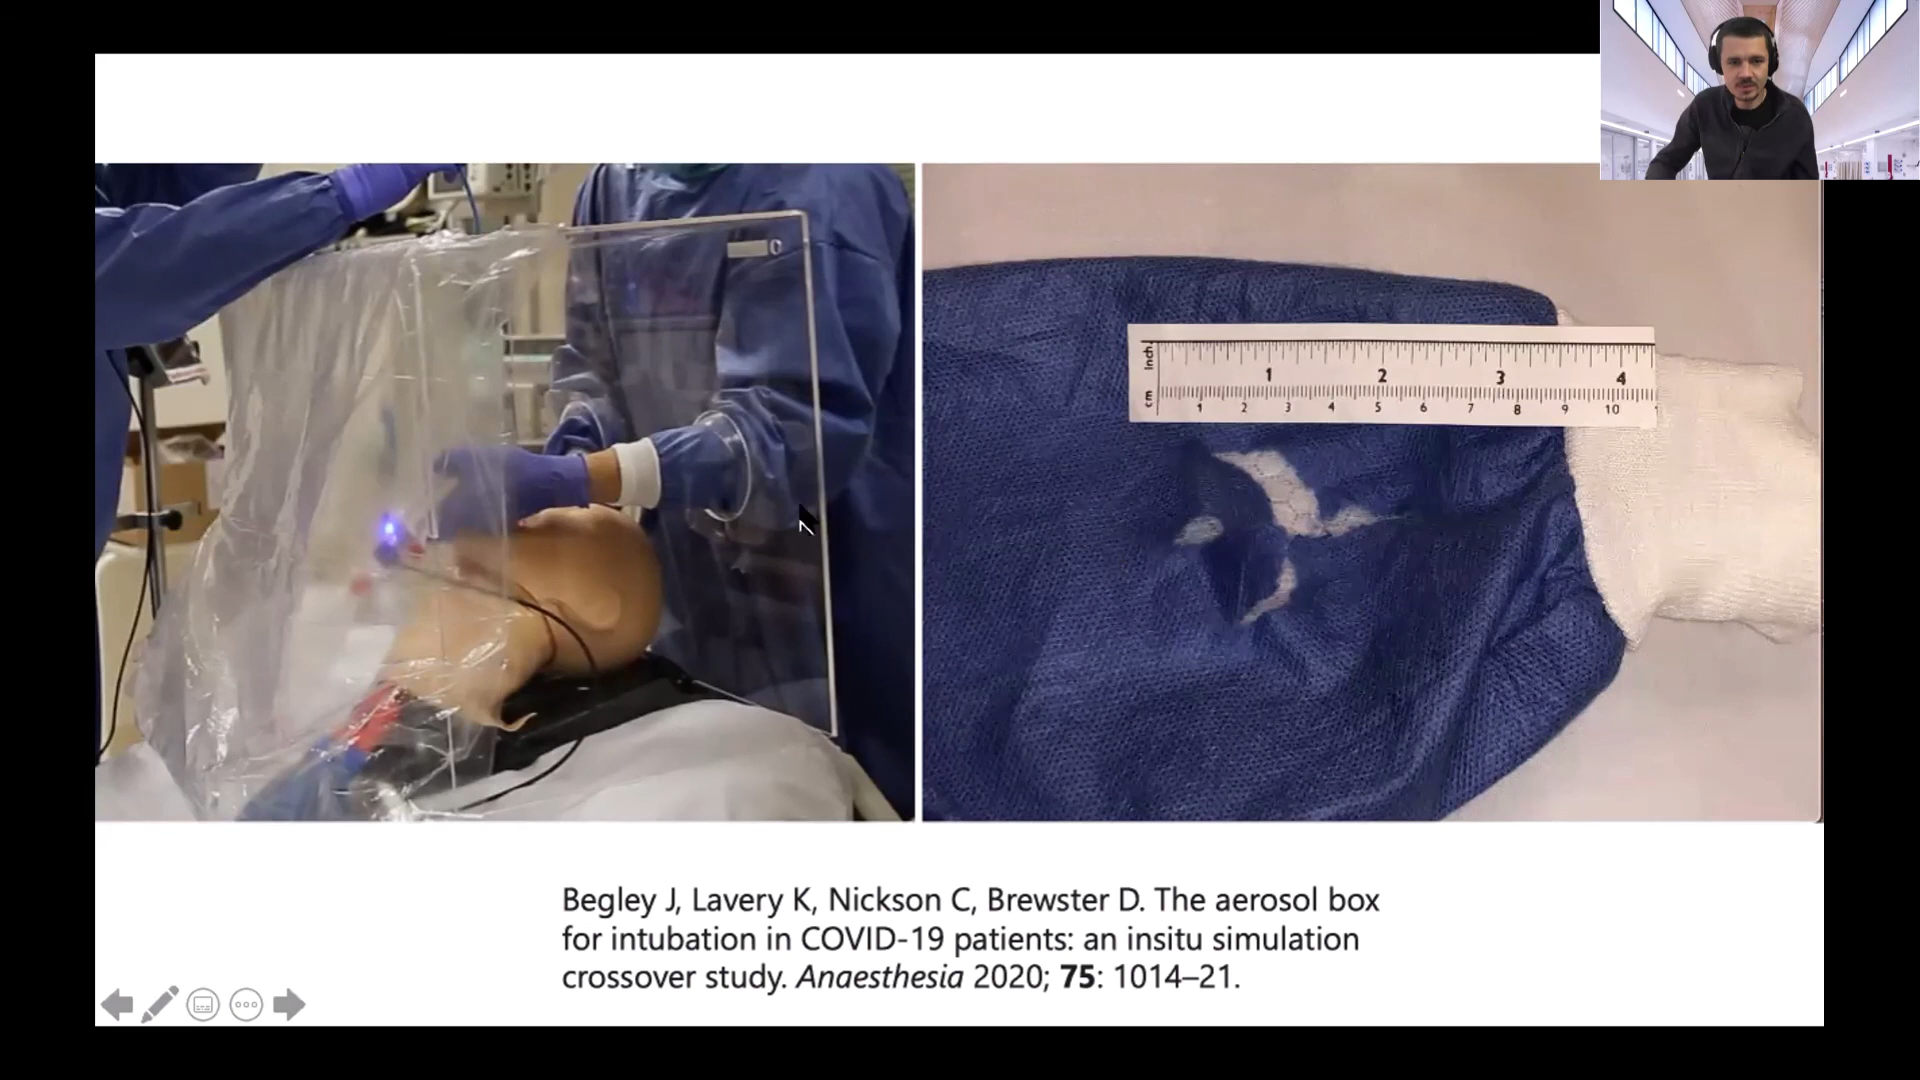 Inch
1 2 3 4
cm
1 2 3 4 5 6 7 8 9 10
Begley J, Lavery K, Nickson C, Brewster D. The aerosol box
for intubation in COVID-19 patients: an insitu simulation
crossover study. Anaesthesia 2020; 75: 1014–21.